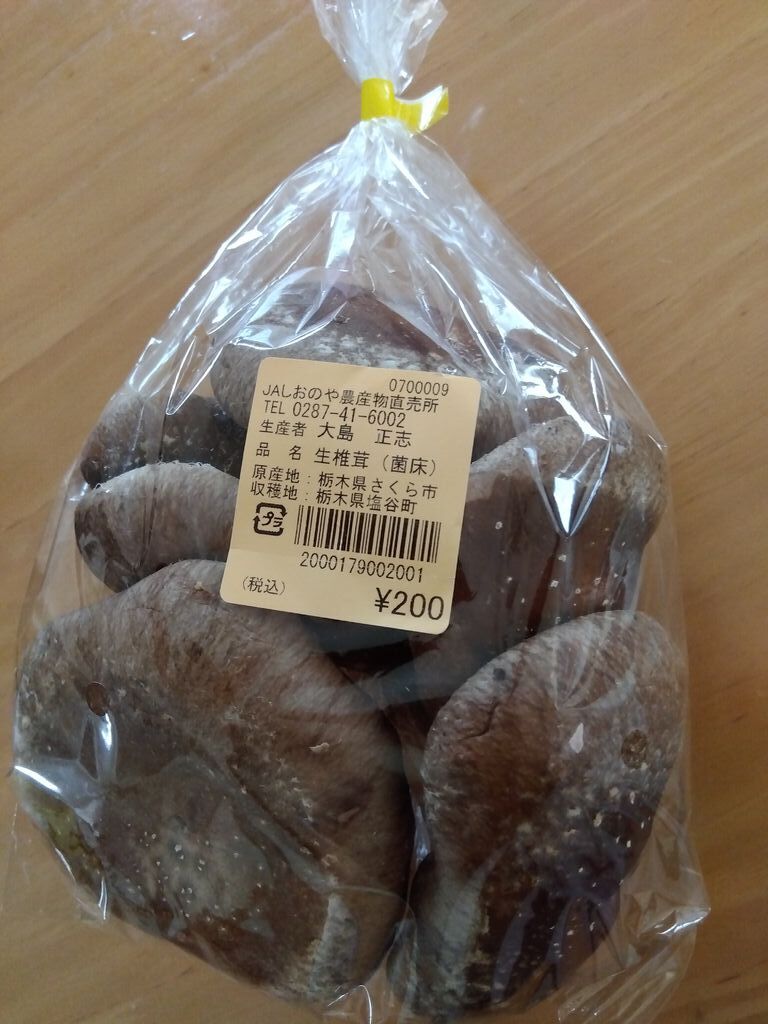 0700009
JAしおのや農産物直売所
TEL 0287-41-6002
生産者 大島 正志
品 名 生椎茸（菌床）
原産地：栃木県さくら市
収穫地：栃木県塩谷町
プラ
2000179002001
（税込） ¥200